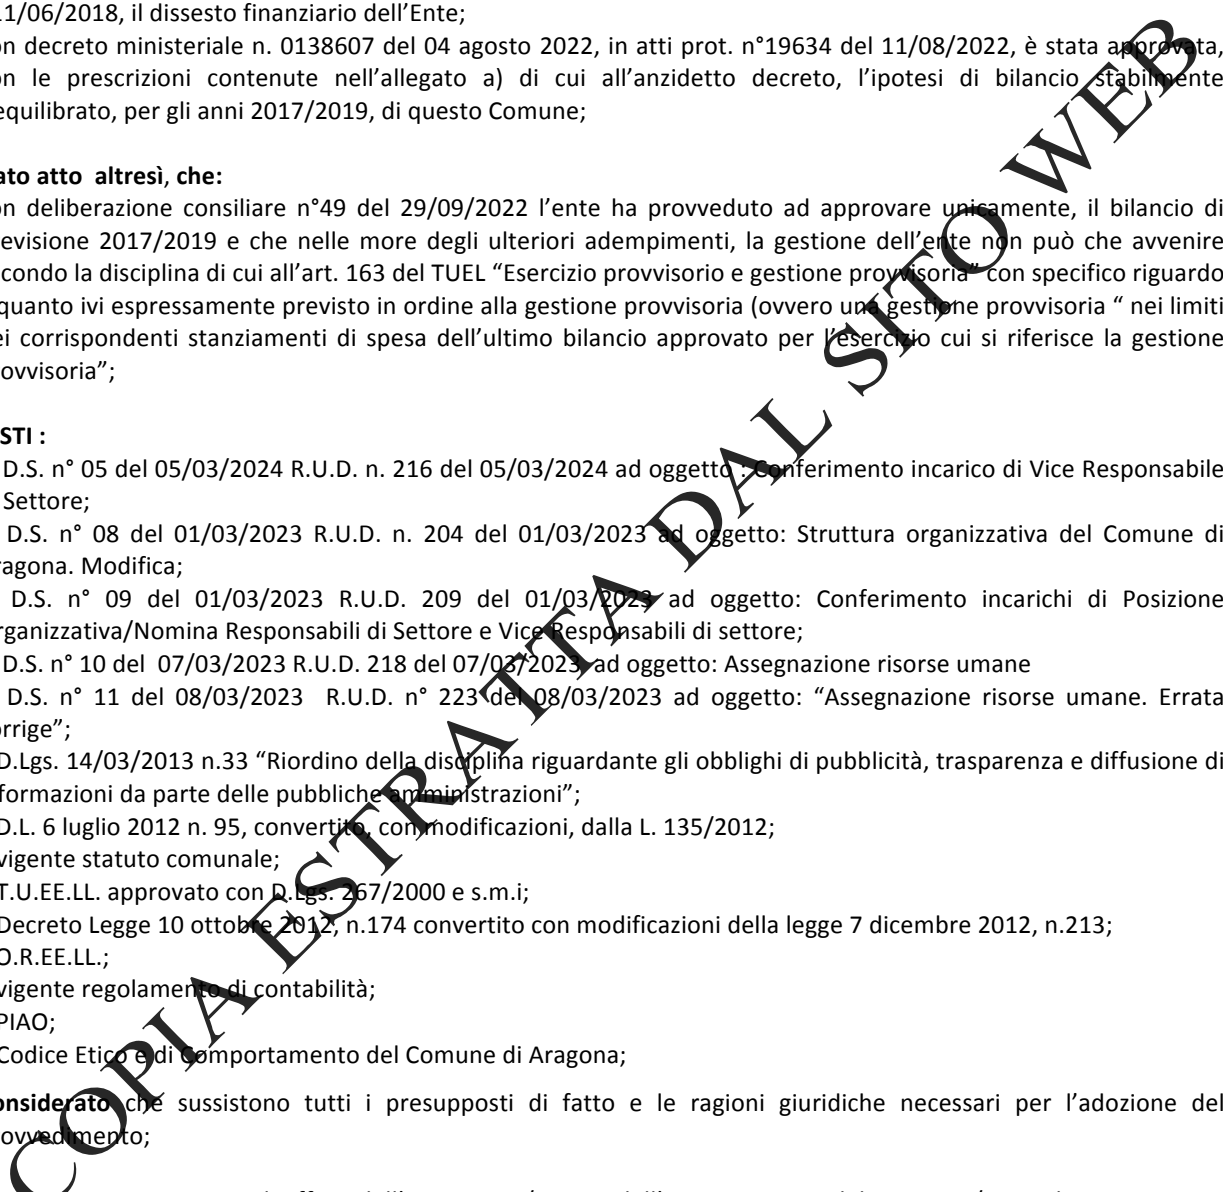 11/06/2018, il dissesto finanziario dell’Ente;
on decreto ministeriale n. 0138607 del 04 agosto 2022, in atti prot. n°19634 del 11/08/2022, è stata approvata,
on le prescrizioni contenute nell’allegato a) di cui all’anzidetto decreto, l’ipotesi di bilancio stabilmente
equilibrato, per gli anni 2017/2019, di questo Comune;
ato atto altresì, che:
on deliberazione consiliare n°49 del 29/09/2022 l’ente ha provveduto ad approvare unicamente, il bilancio di
evisione 2017/2019 e che nelle more degli ulteriori adempimenti, la gestione dell’ente non può che avvenire
condo la disciplina di cui all’art. 163 del TUEL “Esercizio provvisorio e gestione provvisoria” con specifico riguardo
quanto ivi espressamente previsto in ordine alla gestione provvisoria (ovvero una gestione provvisoria “ nei limiti
ei corrispondenti stanziamenti di spesa dell’ultimo bilancio approvato per l’esercizio cui si riferisce la gestione
ovvisoria”;
STI :
D.S. n° 05 del 05/03/2024 R.U.D. n. 216 del 05/03/2024 ad oggetto : Conferimento incarico di Vice Responsabile
Settore;
D.S. n° 08 del 01/03/2023 R.U.D. n. 204 del 01/03/2023 ad oggetto: Struttura organizzativa del Comune di
ragona. Modifica;
D.S. n° 09 del 01/03/2023 R.U.D. 209 del 01/03/2023 ad oggetto: Conferimento incarichi di Posizione
rganizzativa/Nomina Responsabili di Settore e Vice Responsabili di settore;
D.S. n° 10 del 07/03/2023 R.U.D. 218 del 07/03/2023 ad oggetto: Assegnazione risorse umane
D.S. n° 11 del 08/03/2023 R.U.D. n° 223 del 08/03/2023 ad oggetto: “Assegnazione risorse umane. Errata
orrige”;
D.Lgs. 14/03/2013 n.33 “Riordino della disciplina riguardante gli obblighi di pubblicità, trasparenza e diffusione di
formazioni da parte delle pubbliche amministrazioni”;
D.L. 6 luglio 2012 n. 95, convertito, con modificazioni, dalla L. 135/2012;
vigente statuto comunale;
T.U.EE.LL. approvato con D.Lgs. 267/2000 e s.m.i;
Decreto Legge 10 ottobre 2012, n.174 convertito con modificazioni della legge 7 dicembre 2012, n.213;
O.R.EE.LL.;
vigente regolamento di contabilità;
PIAO;
Codice Etico e di Comportamento del Comune di Aragona;
onsiderato che sussistono tutti i presupposti di fatto e le ragioni giuridiche necessari per l’adozione del
ovvedimento;
COPIA ESTRATTA DAL SITO WEB